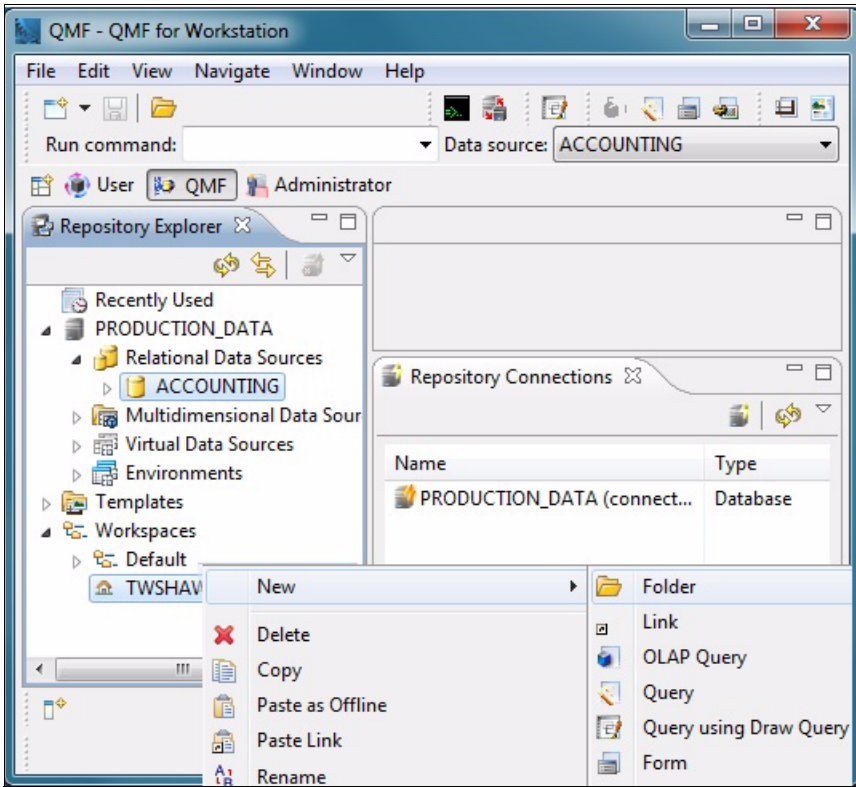 QMF - QMF for Workstation
File Edit View Navigate Window Help
Run command: Data source: ACCOUNTING
User QMF Administrator
Repository Explorer
Recently Used
PRODUCTION_DATA
Relational Data Sources
ACCOUNTING
Multidimensional Data Sour
Virtual Data Sources
Environments
Templates
Workspaces
Default
TWSHAW
Repository Connections
Name Type
PRODUCTION_DATA (connect... Database
New
Delete
Copy
Paste as Offline
Paste Link
Rename
Folder
Link
OLAP Query
Query
Query using Draw Query
Form